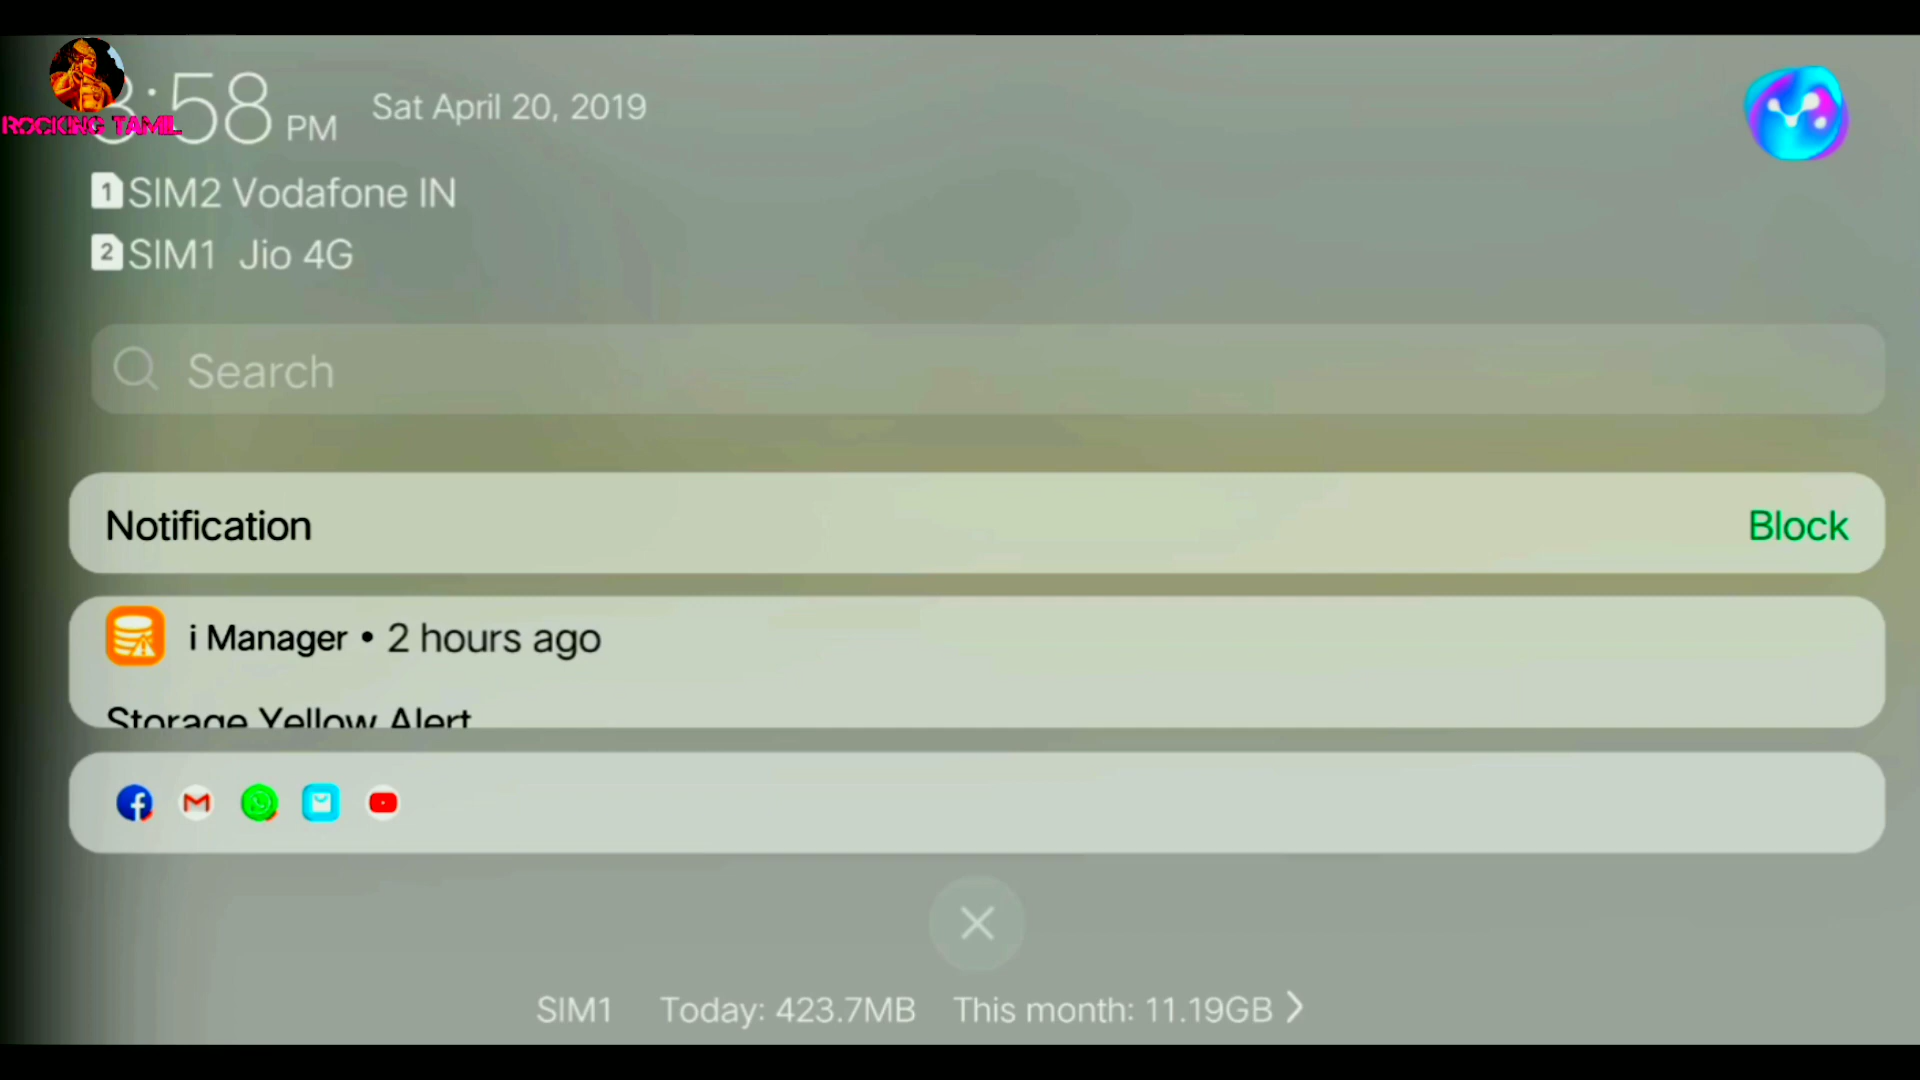 3:58 PM Sat April 20, 2019
ROCKING TAMIL
1 SIM2 Vodafone IN
2 SIM1 Jio 4G
Search
Notification Block
i Manager • 2 hours ago
Storage Yellow Alert
SIM1 Today: 423.7MB This month: 11.19GB